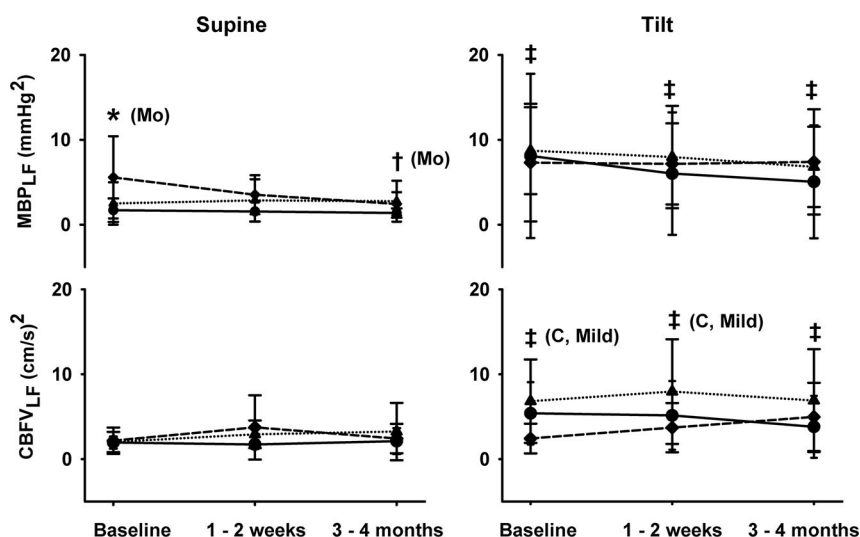 Supine
Tilt
MBP_LF (mmHg²)
20
10
0
* (Mo)
† (Mo)
20
10
0
‡
‡
‡
CBFV_LF (cm/s)²
20
10
0
20
10
0
‡ (C, Mild)
‡ (C, Mild)
‡
Baseline 1 - 2 weeks 3 - 4 months
Baseline 1 - 2 weeks 3 - 4 months